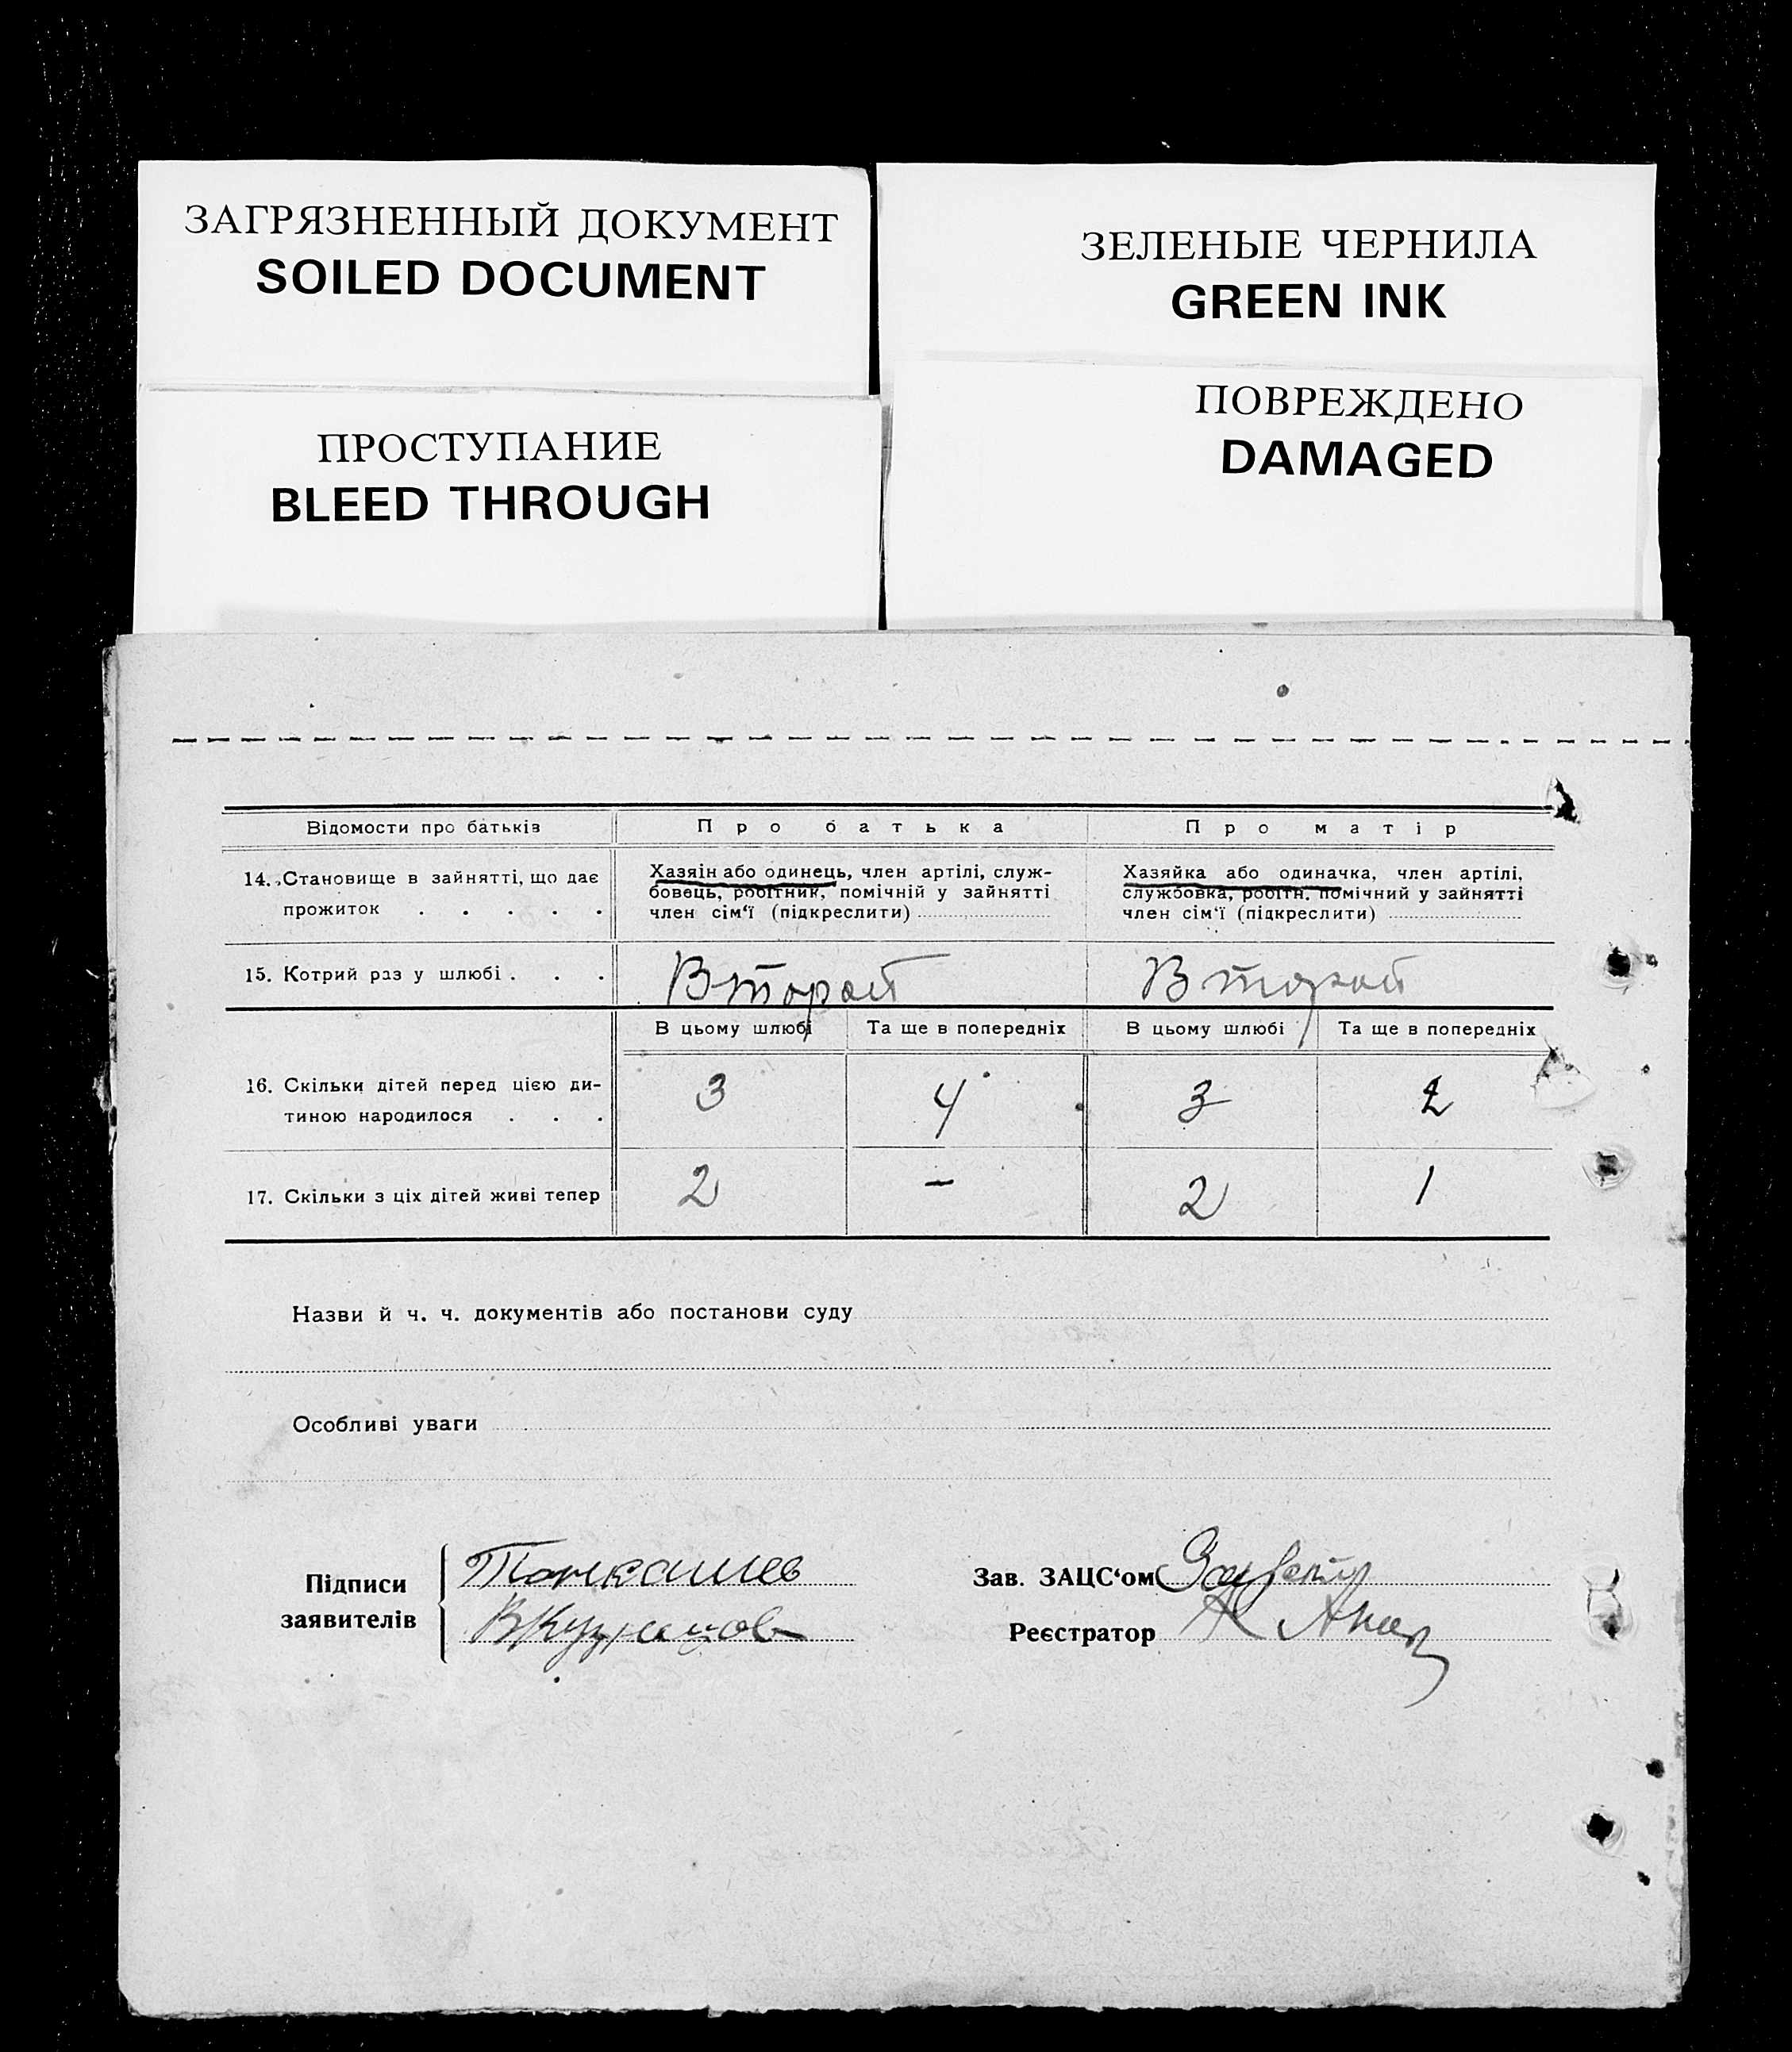 ЗАГРЯЗНЕННЫЙ ДОКУМЕНТ
SOILED DOCUMENT
ЗЕЛЕНЫЕ ЧЕРНИЛА
GREEN INK
ПРОСТУПАНИЕ
BLEED THROUGH
ПОВРЕЖДЕНО
DAMAGED
Відомости про батьків Про батька Про матір
14. Становище в зайнятті, що дає
прожиток . . . . .
Хазяїн або одинець, член артілі, служ-
бовець, робітник, помічній у зайнятті
член сім‘ї (підкреслити)
Хазяйка або одиначка, член артілі,
службовка, робітн. помічний у зайнятті
член сім‘ї (підкреслити)
15. Котрий раз у шлюбі . . . Второй Второй
В цьому шлюбі Та ще в попередніх В цьому шлюбі Та ще в попередніх
16. Скільки дітей перед цією ди-
тиною народилося . . . 3 4 3 2
17. Скільки з ціх дітей живі тепер 2 — 2 1
Назви й ч. ч. документів або постанови суду
Особливі уваги
Підписи
заявителів
Зав. ЗАЦС‘ом
Реєстратор